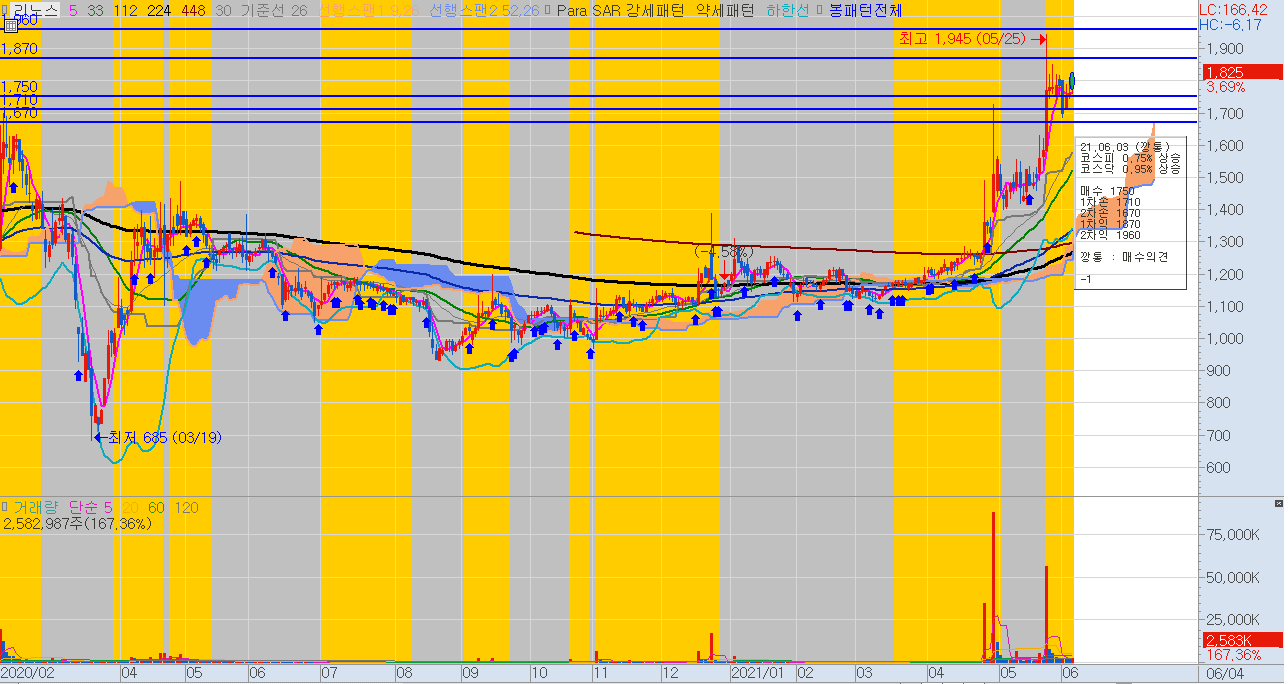 리노스 5 33 112 224 448 30 기준선 26 선행스팬1 9,26 선행스팬2 52,26 Para SAR 강세패턴 약세패턴 하한선 봉패턴전체
LC:166.42
HC:-6.17
1,960
1,870
1,750
1,710
1,670
최고 1,945 (05/25)
1,900
1,825
3.69%
1,700
1,600
1,500
1,400
1,300
1,200
1,100
1,000
900
800
700
600
21.06.03 (깡통)
코스피 0.75% 상승
코스닥 0.95% 상승
매수 1750
1차손 1710
2차손 1670
1차익 1870
2차익 1960
깡통 : 매수의견
-1
(-4.58%)
최저 685 (03/19)
거래량 단순 5 20 60 120
2,582,987주(167.36%)
75,000K
50,000K
25,000K
2,583K
167.36%
2020/02 04 05 06 07 08 09 10 11 12 2021/01 02 03 04 05 06 06/04